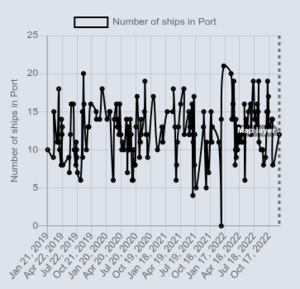 Number of ships in Port
25
20
15
10
5
0
Number of ships in Port
Map layer
Jan 21, 2019
Apr 22, 2019
Jul 22, 2019
Oct 21, 2019
Jan 20, 2020
Apr 20, 2020
Jul 20, 2020
Oct 19, 2020
Jan 18, 2021
Apr 19, 2021
Jul 19, 2021
Oct 18, 2021
Jan 17, 2022
Apr 18, 2022
Jul 18, 2022
Oct 17, 2022